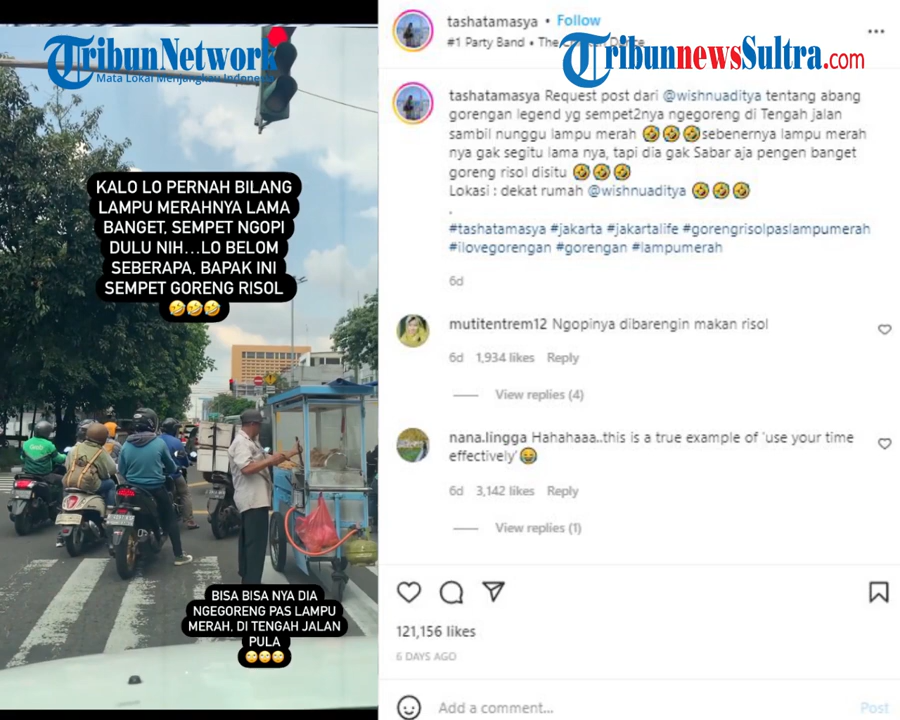 TribunNetwork
Mata Lokal Menjangkau Indonesia
KALO LO PERNAH BILANG
LAMPU MERAHNYA LAMA
BANGET, SEMPET NGOPI
DULU NIH...LO BELOM
SEBERAPA, BAPAK INI
SEMPET GORENG RISOL
🤣🤣🤣
BISA BISA NYA DIA
NGEGORENG PAS LAMPU
MERAH, DI TENGAH JALAN
PULA
🙄🙄🙄
tashatamasya • Follow
#1 Party Band • The
TribunnewsSultra.com
tashatamasya Request post dari @wishnuaditya tentang abang
gorengan legend yg sempet2nya ngegoreng di Tengah jalan
sambil nunggu lampu merah 🤣🤣🤣sebenernya lampu merah
nya gak segitu lama nya, tapi dia gak Sabar aja pengen banget
goreng risol disitu 🤣🤣🤣
Lokasi : dekat rumah @wishnuaditya 🤣🤣🤣
.
#tashatamasya #jakarta #jakartalife #gorengrisolpaslampumerah
#ilovegorengan #gorengan #lampumerah
6d
mutitentrem12 Ngopinya dibarengin makan risol
6d 1,934 likes Reply
View replies (4)
nana.lingga Hahahaaa..this is a true example of 'use your time
effectively'😂
6d 3,142 likes Reply
View replies (1)
121,156 likes
6 DAYS AGO
Add a comment...
Post